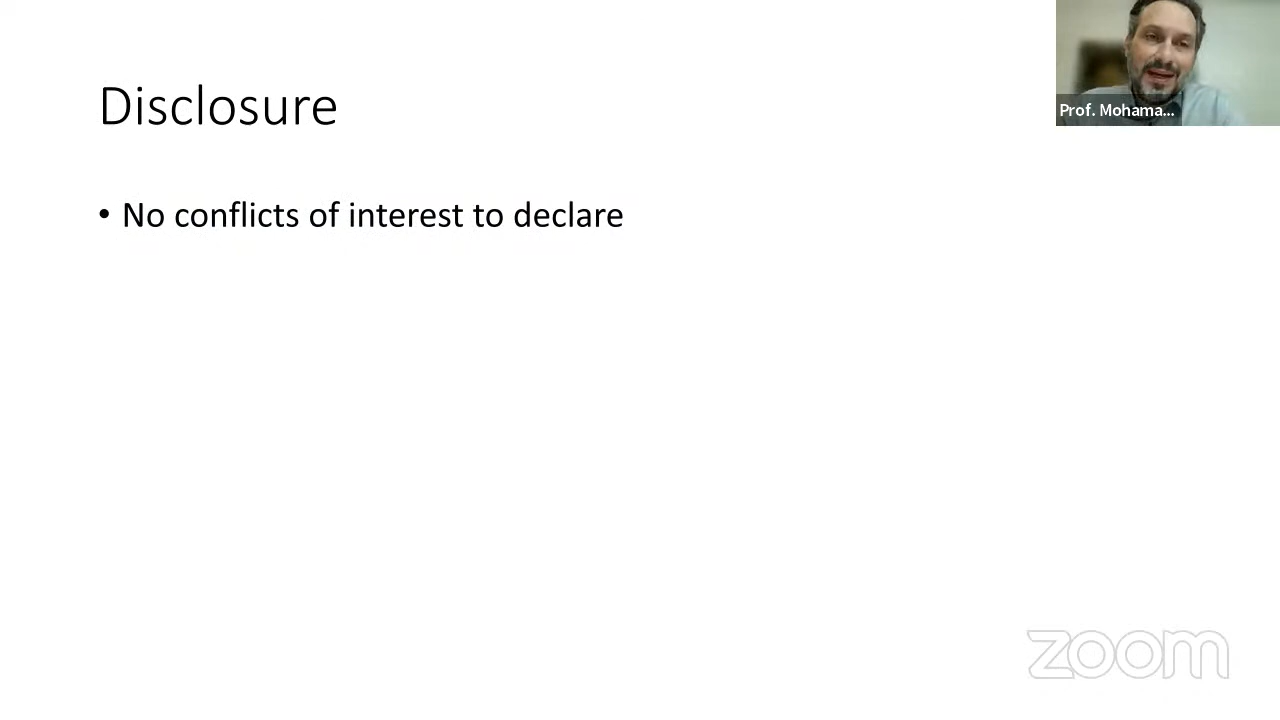 Prof. Mohama...
Disclosure
• No conflicts of interest to declare
zoom